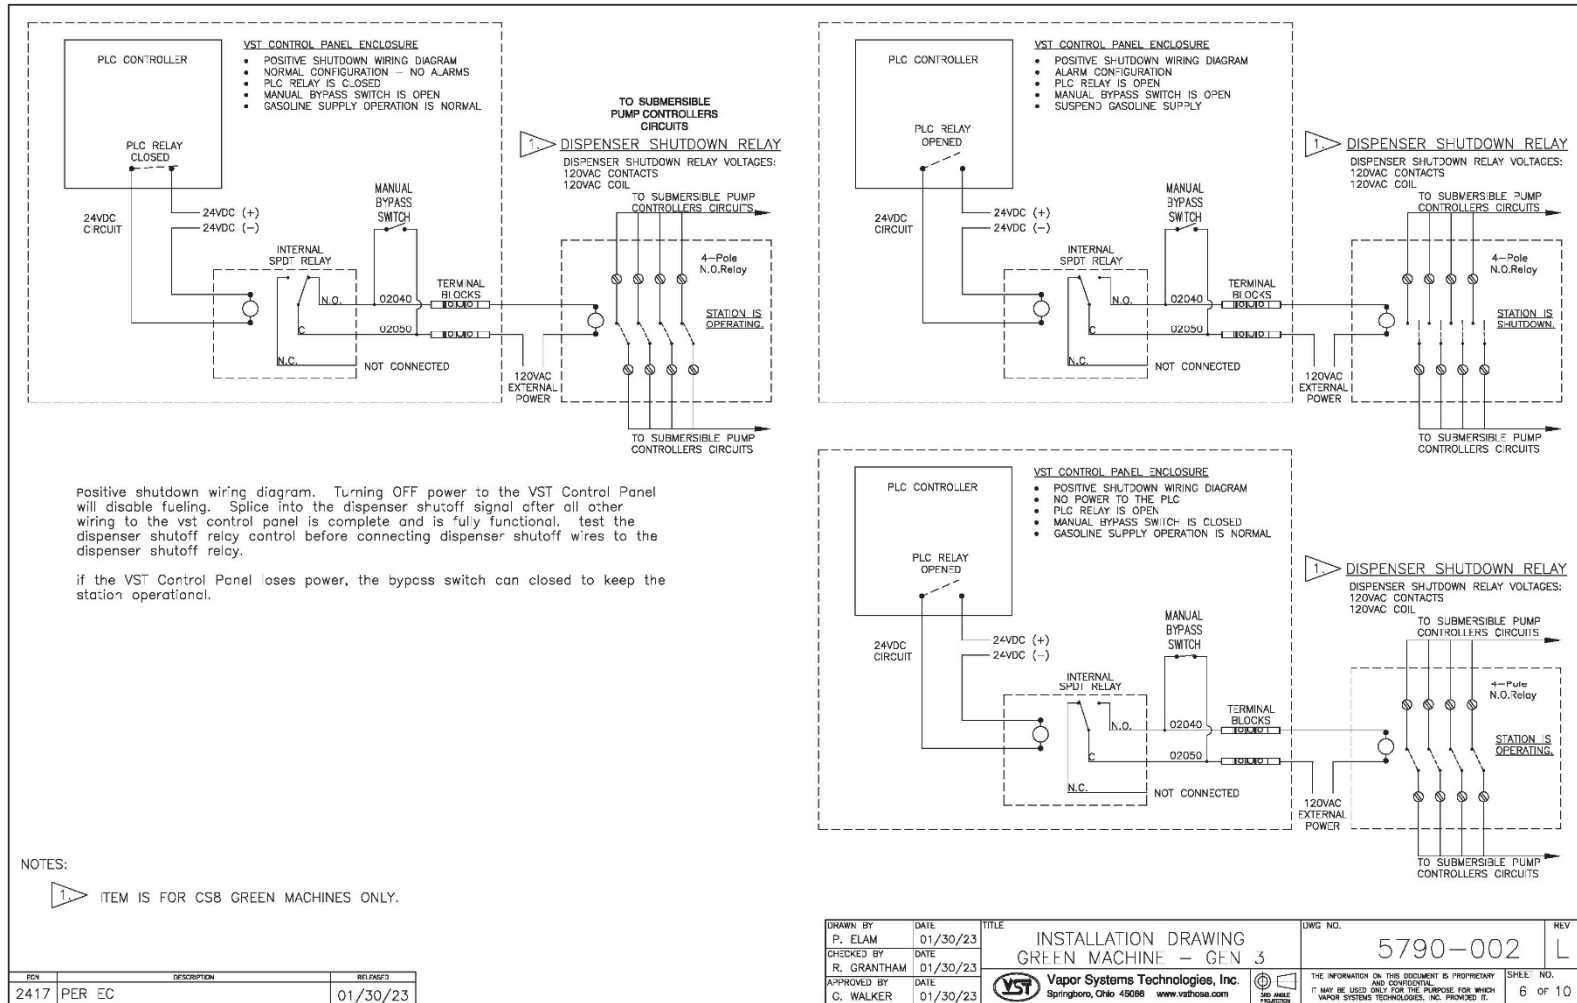 PLC CONTROLLER
VST CONTROL PANEL ENCLOSURE
• POSITIVE SHUTDOWN WIRING DIAGRAM
• NORMAL CONFIGURATION – NO ALARMS
• PLC RELAY IS CLOSED
• MANUAL BYPASS SWITCH IS OPEN
• GASOLINE SUPPLY OPERATION IS NORMAL
PLC RELAY
CLOSED
24VDC
CIRCUIT
24VDC (+)
24VDC (–)
MANUAL
BYPASS
SWITCH
INTERNAL
SPDT RELAY
N.O.
C
N.C.
02040
02050
TERMINAL
BLOCKS
NOT CONNECTED
120VAC
EXTERNAL
POWER
TO SUBMERSIBLE
PUMP CONTROLLERS
CIRCUITS
1. DISPENSER SHUTDOWN RELAY
DISPENSER SHUTDOWN RELAY VOLTAGES:
120VAC CONTACTS
120VAC COIL
TO SUBMERSIBLE PUMP
CONTROLLERS CIRCUITS
4–Pole
N.O.Relay
STATION IS
OPERATING.
TO SUBMERSIBLE PUMP
CONTROLLERS CIRCUITS
PLC CONTROLLER
VST CONTROL PANEL ENCLOSURE
• POSITIVE SHUTDOWN WIRING DIAGRAM
• ALARM CONFIGURATION
• PLC RELAY IS OPEN
• MANUAL BYPASS SWITCH IS OPEN
• SUSPEND GASOLINE SUPPLY
PLC RELAY
OPENED
24VDC
CIRCUIT
24VDC (+)
24VDC (–)
MANUAL
BYPASS
SWITCH
INTERNAL
SPDT RELAY
N.O.
C
N.C.
02040
02050
TERMINAL
BLOCKS
NOT CONNECTED
120VAC
EXTERNAL
POWER
1. DISPENSER SHUTDOWN RELAY
DISPENSER SHUTDOWN RELAY VOLTAGES:
120VAC CONTACTS
120VAC COIL
TO SUBMERSIBLE PUMP
CONTROLLERS CIRCUITS
4–Pole
N.O.Relay
STATION IS
SHUTDOWN.
TO SUBMERSIBLE PUMP
CONTROLLERS CIRCUITS
Positive shutdown wiring diagram. Turning OFF power to the VST Control Panel
will disable fueling. Splice into the dispenser shutoff signal after all other
wiring to the vst control panel is complete and is fully functional. test the
dispenser shutoff relay control before connecting dispenser shutoff wires to the
dispenser shutoff relay.
if the VST Control Panel loses power, the bypass switch can closed to keep the
station operational.
PLC CONTROLLER
VST CONTROL PANEL ENCLOSURE
• POSITIVE SHUTDOWN WIRING DIAGRAM
• NO POWER TO THE PLC
• PLC RELAY IS OPEN
• MANUAL BYPASS SWITCH IS CLOSED
• GASOLINE SUPPLY OPERATION IS NORMAL
PLC RELAY
OPENED
24VDC
CIRCUIT
24VDC (+)
24VDC (–)
MANUAL
BYPASS
SWITCH
INTERNAL
SPDT RELAY
N.O.
C
N.C.
02040
02050
TERMINAL
BLOCKS
NOT CONNECTED
120VAC
EXTERNAL
POWER
1. DISPENSER SHUTDOWN RELAY
DISPENSER SHUTDOWN RELAY VOLTAGES:
120VAC CONTACTS
120VAC COIL
TO SUBMERSIBLE PUMP
CONTROLLERS CIRCUITS
4–Pole
N.O.Relay
STATION IS
OPERATING.
TO SUBMERSIBLE PUMP
CONTROLLERS CIRCUITS
NOTES:
1. ITEM IS FOR CS8 GREEN MACHINES ONLY.
ECN DESCRIPTION RELEASED
2417 PER EC 01/30/23
DRAWN BY DATE
P. ELAM 01/30/23
CHECKED BY DATE
R. GRANTHAM 01/30/23
APPROVED BY DATE
G. WALKER 01/30/23
TITLE
INSTALLATION DRAWING
GREEN MACHINE – GEN 3
VST
Vapor Systems Technologies, Inc.
Springboro, Ohio 45066 www.vsthose.com
3RD ANGLE
PROJECTION
DWG NO.
5790–002
REV
L
THE INFORMATION ON THIS DOCUMENT IS PROPRIETARY
AND CONFIDENTIAL.
IT MAY BE USED ONLY FOR THE PURPOSE FOR WHICH
VAPOR SYSTEMS TECHNOLOGIES, INC. PROVIDED IT.
SHEET NO.
6 OF 10